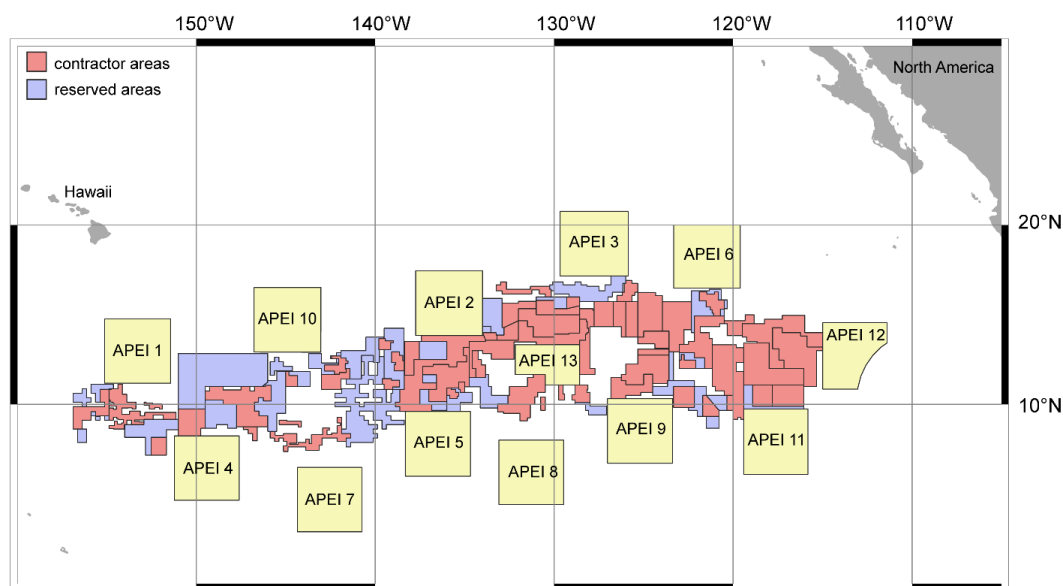 150°W
140°W
130°W
120°W
110°W
contractor areas
reserved areas
North America
Hawaii
20°N
APEI 3
APEI 6
APEI 2
APEI 10
APEI 1
APEI 12
APEI 13
10°N
APEI 9
APEI 11
APEI 5
APEI 4
APEI 8
APEI 7